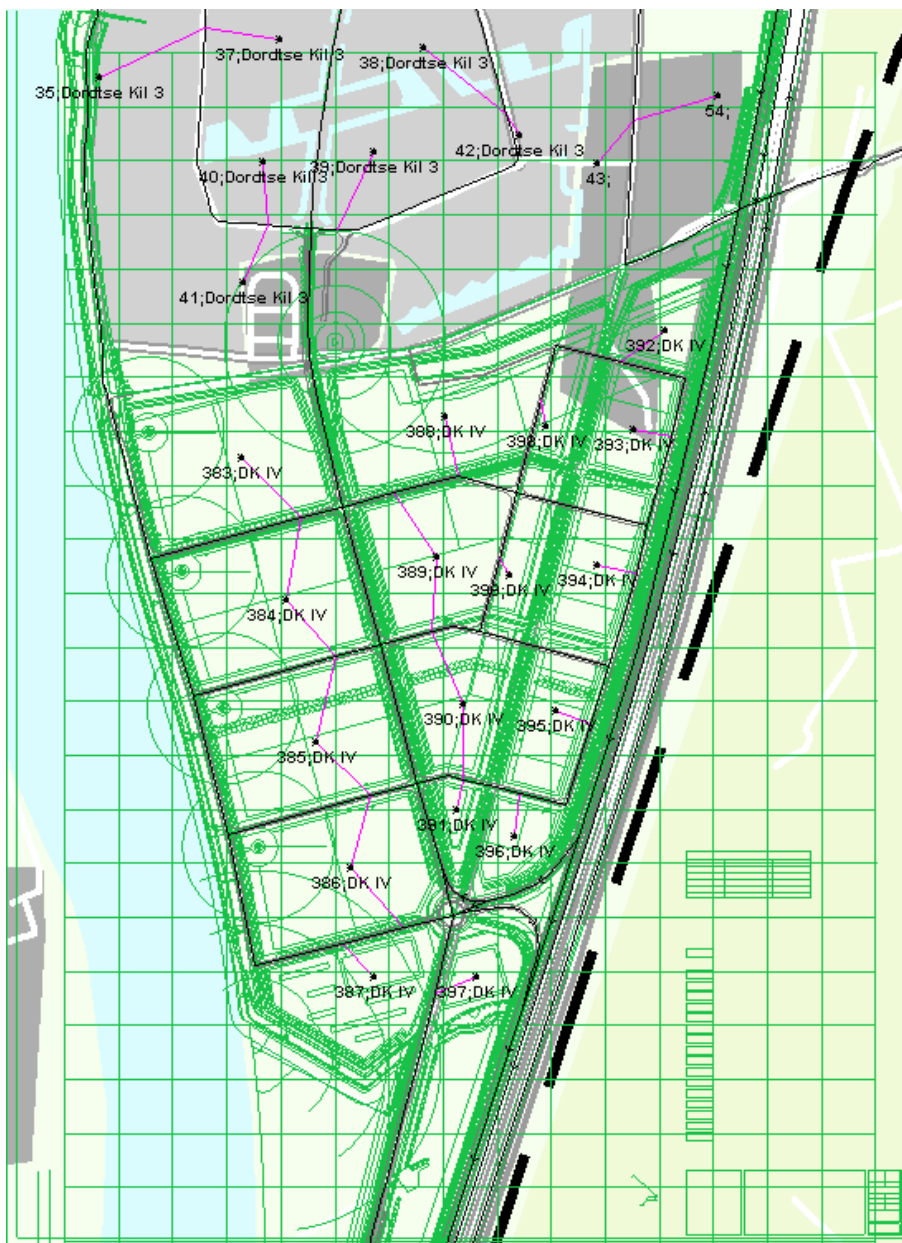 37;Dordtse Kil 3
38;Dordtse Kil 3
35;Dordtse Kil 3
54;
42;Dordtse Kil 3
39;Dordtse Kil 3
40;Dordtse Kil 3
43;
41;Dordtse Kil 3
392;DK IV
388;DK IV
398;DK IV
393;DK IV
383;DK IV
389;DK IV
394;DK IV
399;DK IV
384;DK IV
390;DK IV
395;DK IV
385;DK IV
391;DK IV
396;DK IV
386;DK IV
387;DK IV
397;DK IV